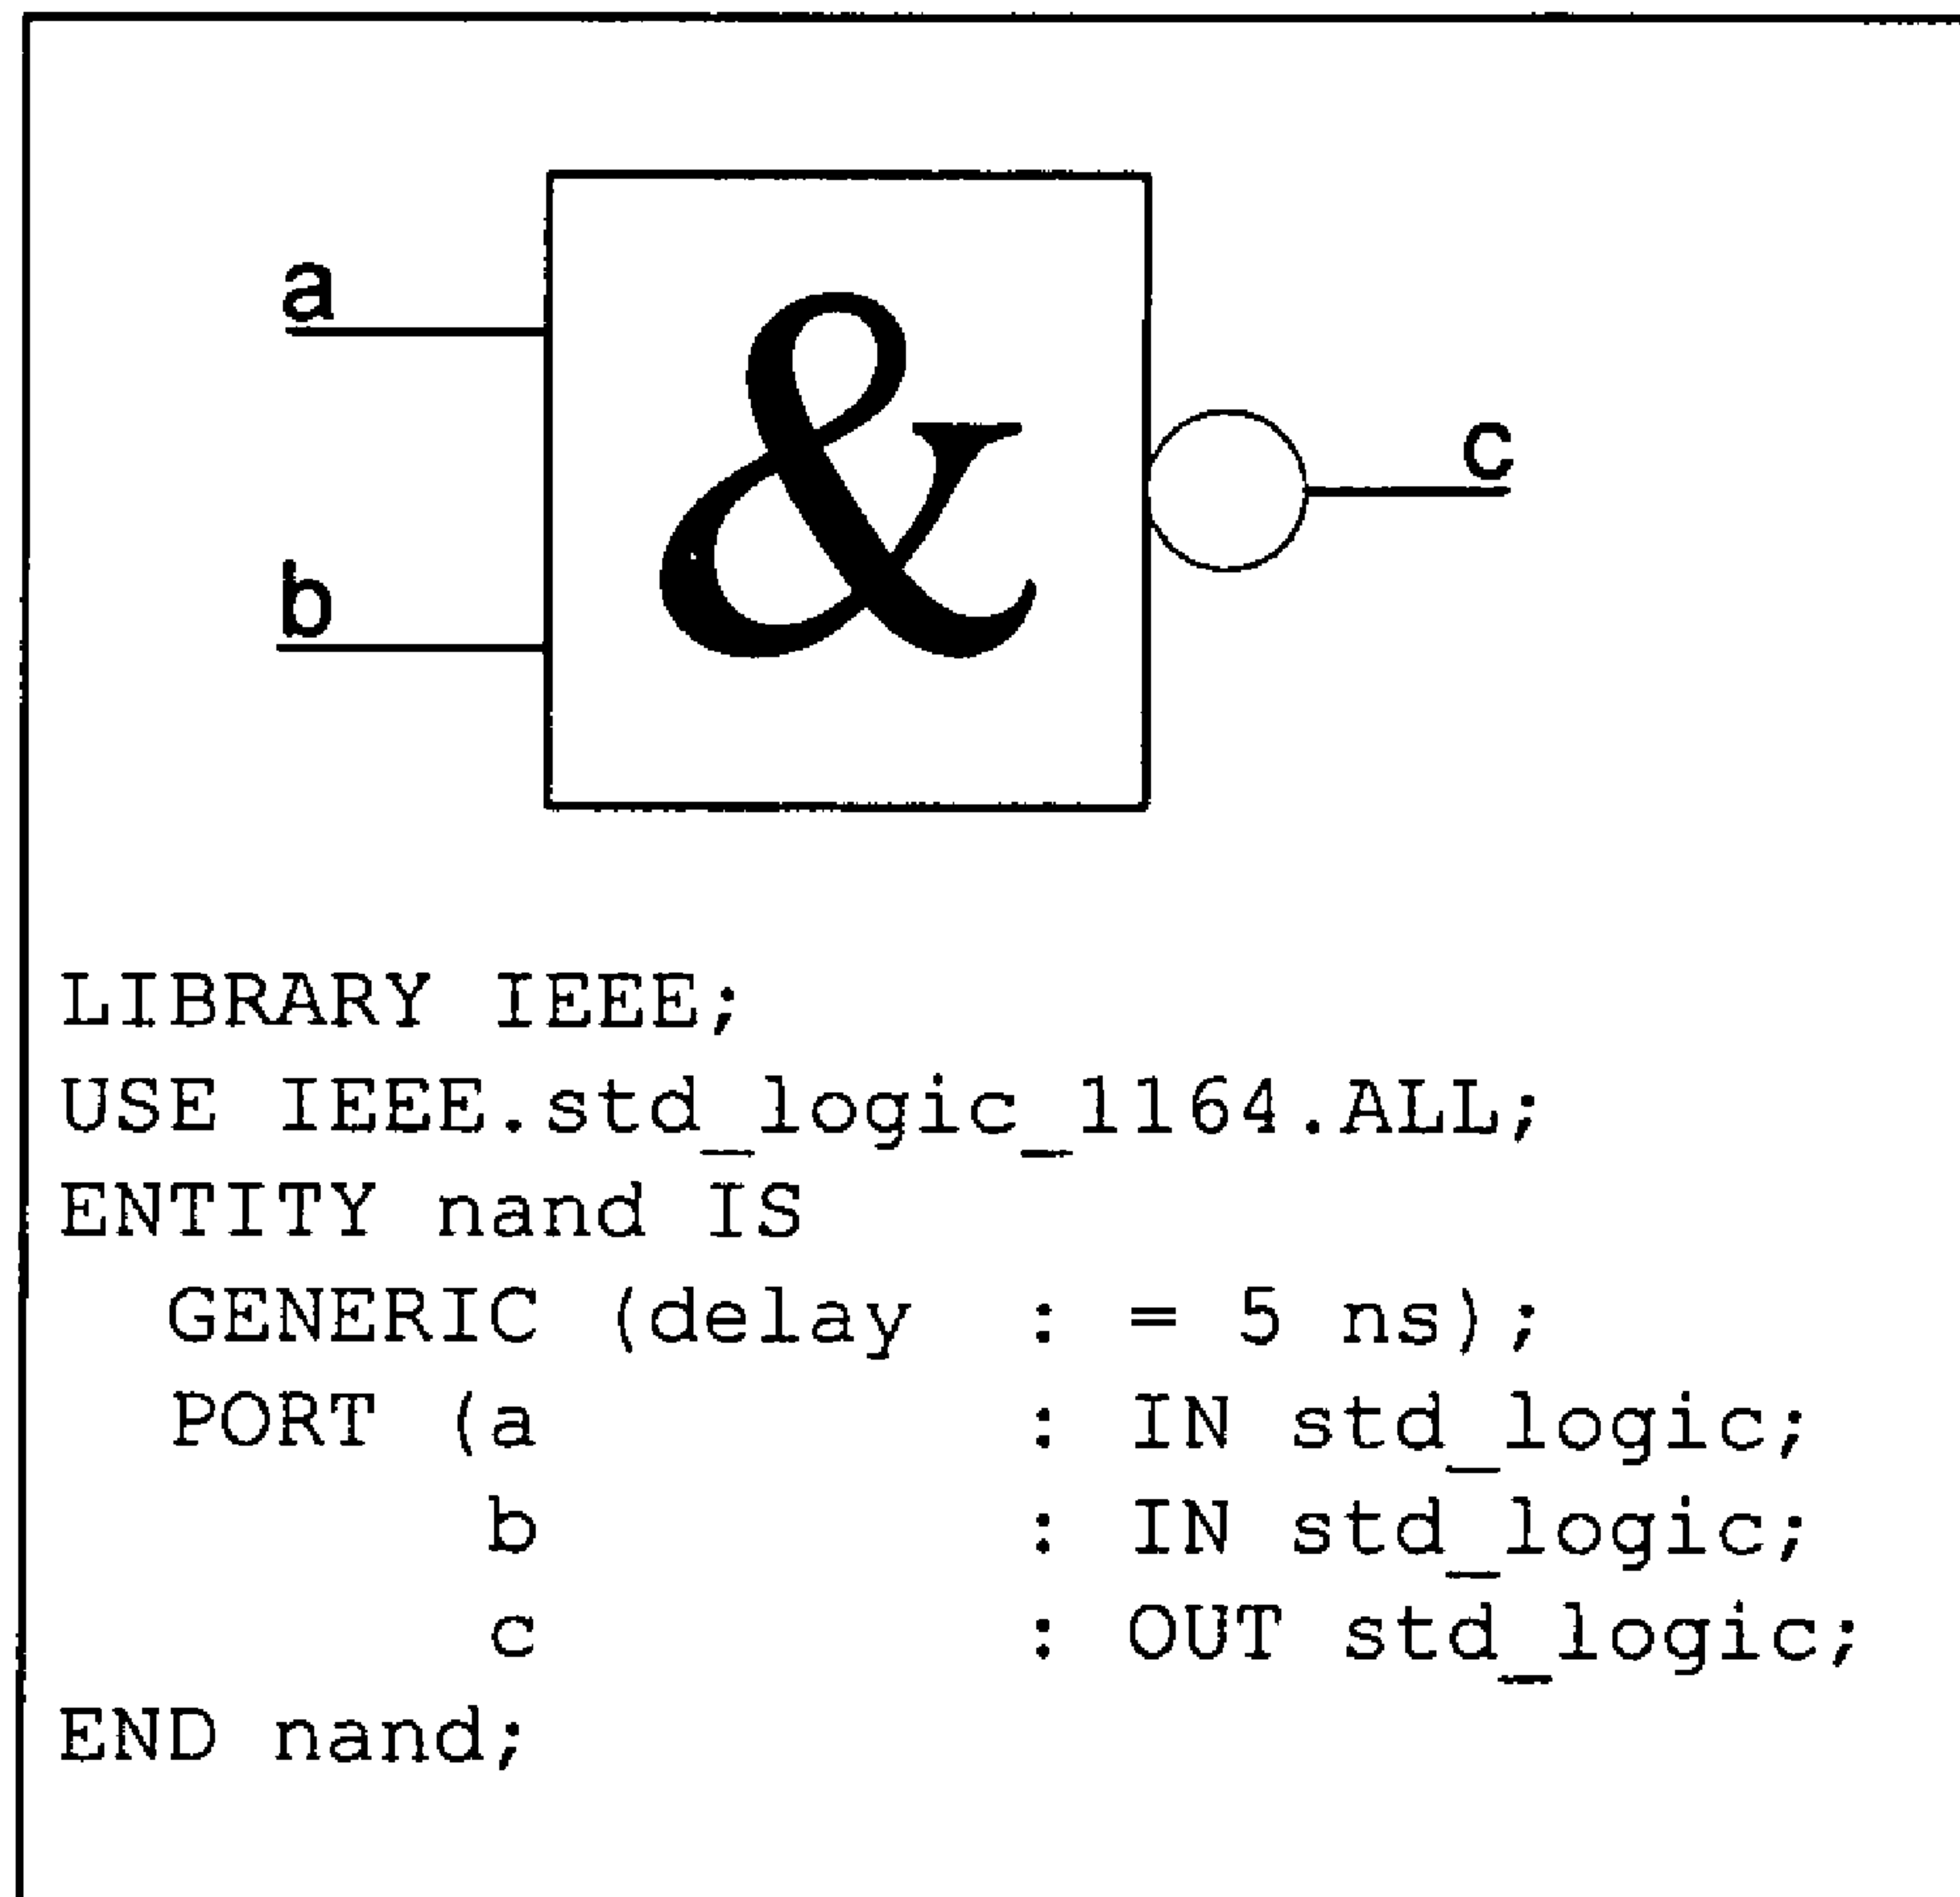 a
&
b
c
LIBRARY IEEE;
USE IEEE.std_logic_1164.ALL;
ENTITY nand IS
GENERIC (delay : = 5 ns);
PORT (a : IN std_logic;
b : IN std_logic;
c : OUT std_logic;
END nand;